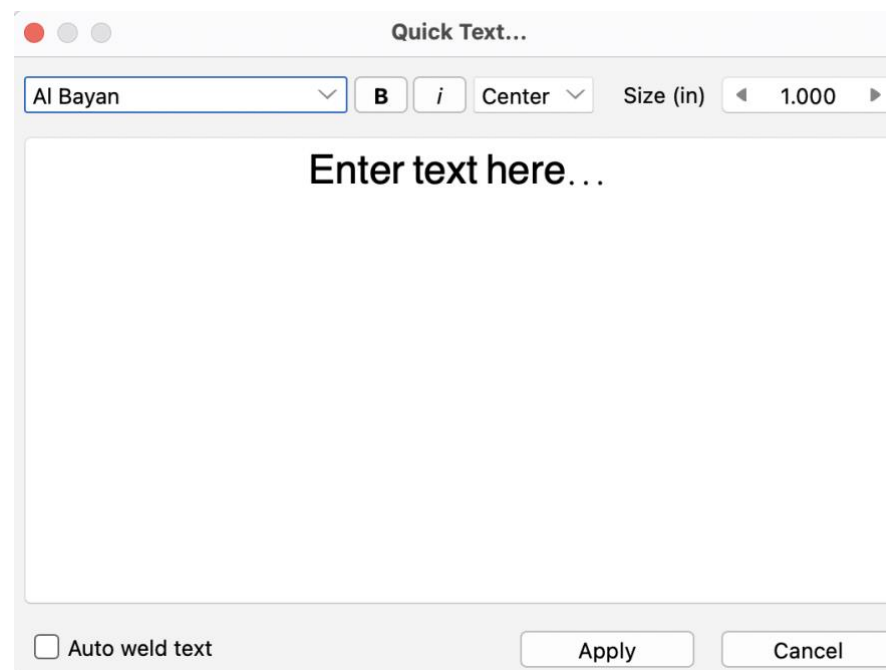 Quick Text...
Al Bayan B i Center Size (in) 1.000
Enter text here...
Auto weld text Apply Cancel